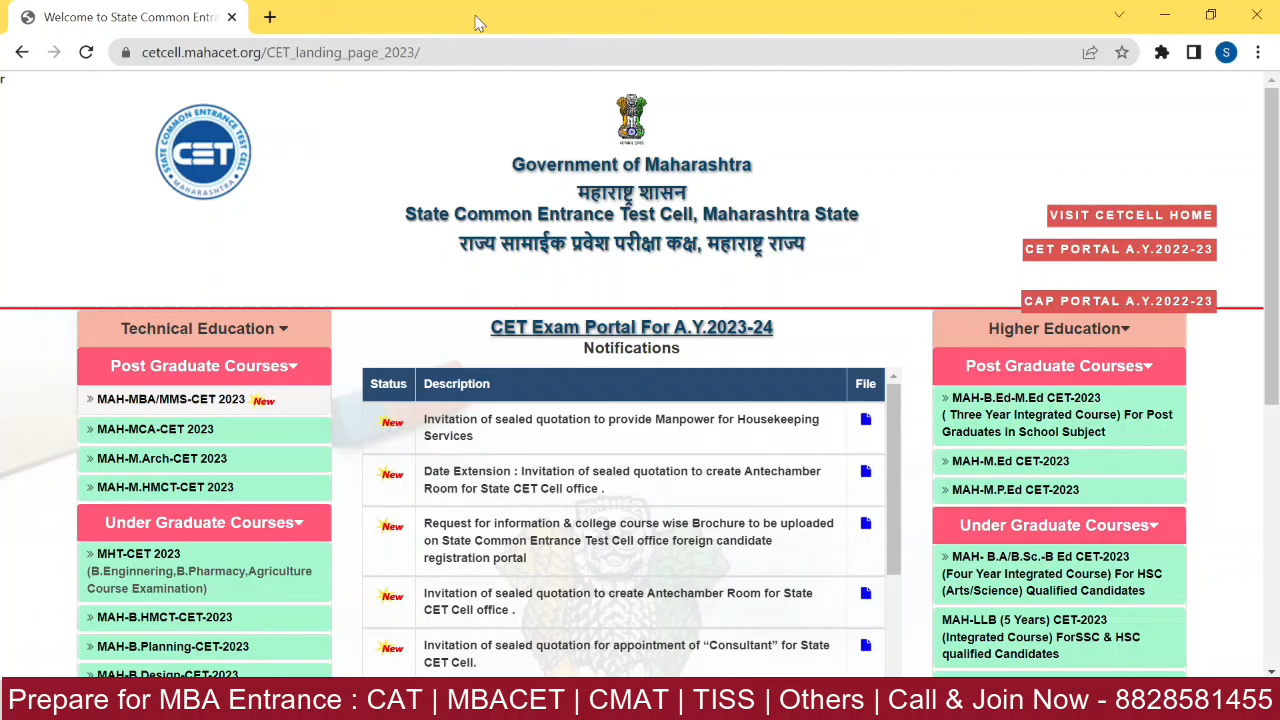 Welcome to State Common Entra
cetcell.mahacet.org/CET_landing_page_2023/
S
r
STATE COMMON ENTRANCE TEST CELL
CET
MAHARASHTRA
Government of Maharashtra
महाराष्ट्र शासन
State Common Entrance Test Cell, Maharashtra State
राज्य सामाईक प्रवेश परीक्षा कक्ष, महाराष्ट्र राज्य
VISIT CETCELL HOME
CET PORTAL A.Y.2022-23
CAP PORTAL A.Y.2022-23
Technical Education
Post Graduate Courses
» MAH-MBA/MMS-CET 2023 New
» MAH-MCA-CET 2023
» MAH-M.Arch-CET 2023
» MAH-M.HMCT-CET 2023
Under Graduate Courses
MHT-CET 2023
(B.Enginnering,B.Pharmacy,Agriculture
Course Examination)
» MAH-B.HMCT-CET-2023
» MAH-B.Planning-CET-2023
MAH-B.Design-CET-2023
CET Exam Portal For A.Y.2023-24
Notifications
Status Description File
New Invitation of sealed quotation to provide Manpower for Housekeeping
Services
New Date Extension : Invitation of sealed quotation to create Antechamber
Room for State CET Cell office .
New Request for information & college course wise Brochure to be uploaded
on State Common Entrance Test Cell office foreign candidate
registration portal
New Invitation of sealed quotation to create Antechamber Room for State
CET Cell office .
New Invitation of sealed quotation for appointment of “Consultant” for State
CET Cell.
Higher Education
Post Graduate Courses
» MAH-B.Ed-M.Ed CET-2023
( Three Year Integrated Course) For Post
Graduates in School Subject
» MAH-M.Ed CET-2023
» MAH-M.P.Ed CET-2023
Under Graduate Courses
» MAH- B.A/B.Sc.-B Ed CET-2023
(Four Year Integrated Course) For HSC
(Arts/Science) Qualified Candidates
MAH-LLB (5 Years) CET-2023
(Integrated Course) ForSSC & HSC
qualified Candidates
Prepare for MBA Entrance : CAT | MBACET | CMAT | TISS | Others | Call & Join Now - 8828581455